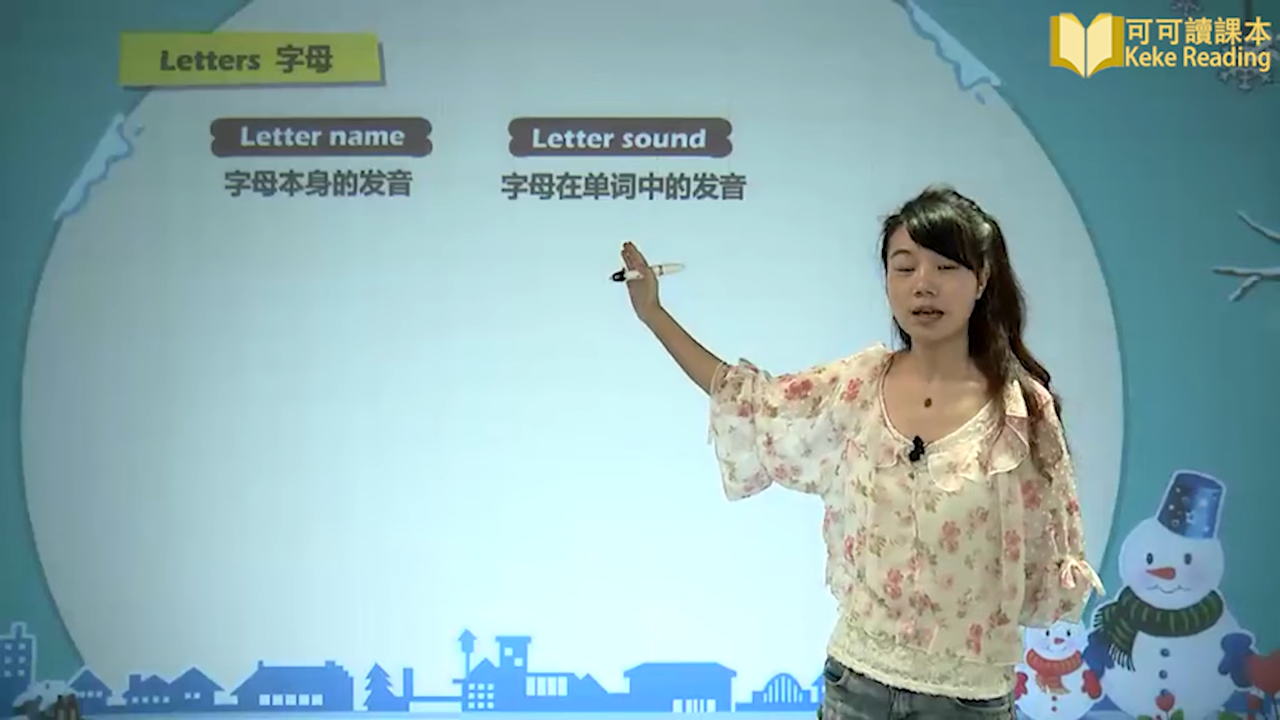 Letters 字母
可可讀課本
Keke Reading
Letter name
Letter sound
字母本身的发音
字母在单词中的发音